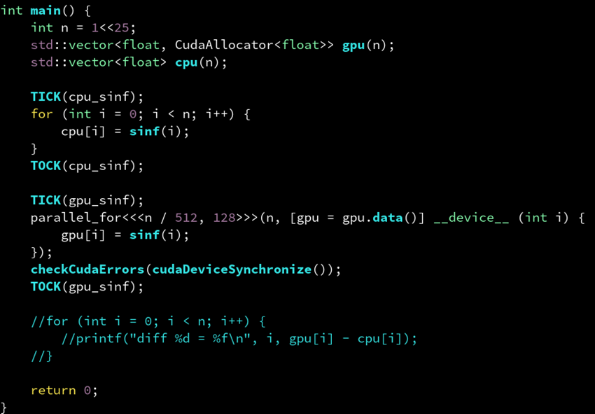 int main() {
    int n = 1<<25;
    std::vector<float, CudaAllocator<float>> gpu(n);
    std::vector<float> cpu(n);

    TICK(cpu_sinf);
    for (int i = 0; i < n; i++) {
        cpu[i] = sinf(i);
    }
    TOCK(cpu_sinf);

    TICK(gpu_sinf);
    parallel_for<<<n / 512, 128>>>(n, [gpu = gpu.data()] __device__ (int i) {
        gpu[i] = sinf(i);
    });
    checkCudaErrors(cudaDeviceSynchronize());
    TOCK(gpu_sinf);

    //for (int i = 0; i < n; i++) {
        //printf("diff %d = %f\n", i, gpu[i] - cpu[i]);
    //}

    return 0;
}